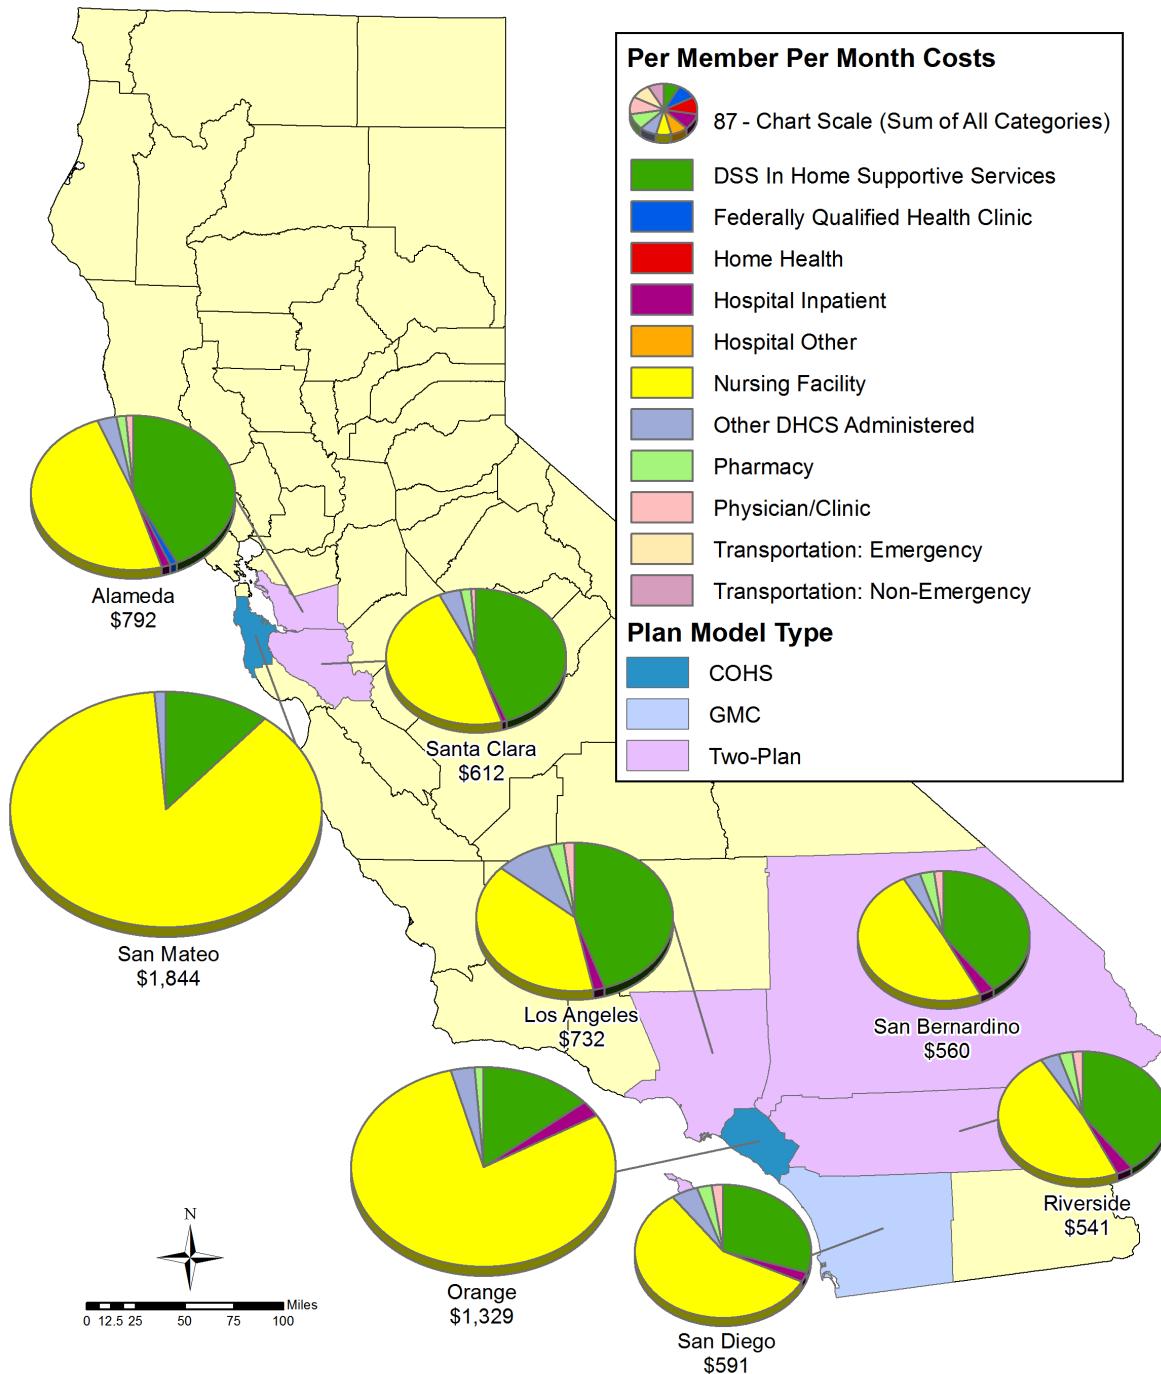 Per Member Per Month Costs
87 - Chart Scale (Sum of All Categories)
DSS In Home Supportive Services
Federally Qualified Health Clinic
Home Health
Hospital Inpatient
Hospital Other
Nursing Facility
Other DHCS Administered
Pharmacy
Physician/Clinic
Transportation: Emergency
Transportation: Non-Emergency
Plan Model Type
COHS
GMC
Two-Plan
Alameda
$792
Santa Clara
$612
San Mateo
$1,844
Los Angeles
$732
San Bernardino
$560
Riverside
$541
Orange
$1,329
San Diego
$591
N
Miles
0 12.5 25 50 75 100